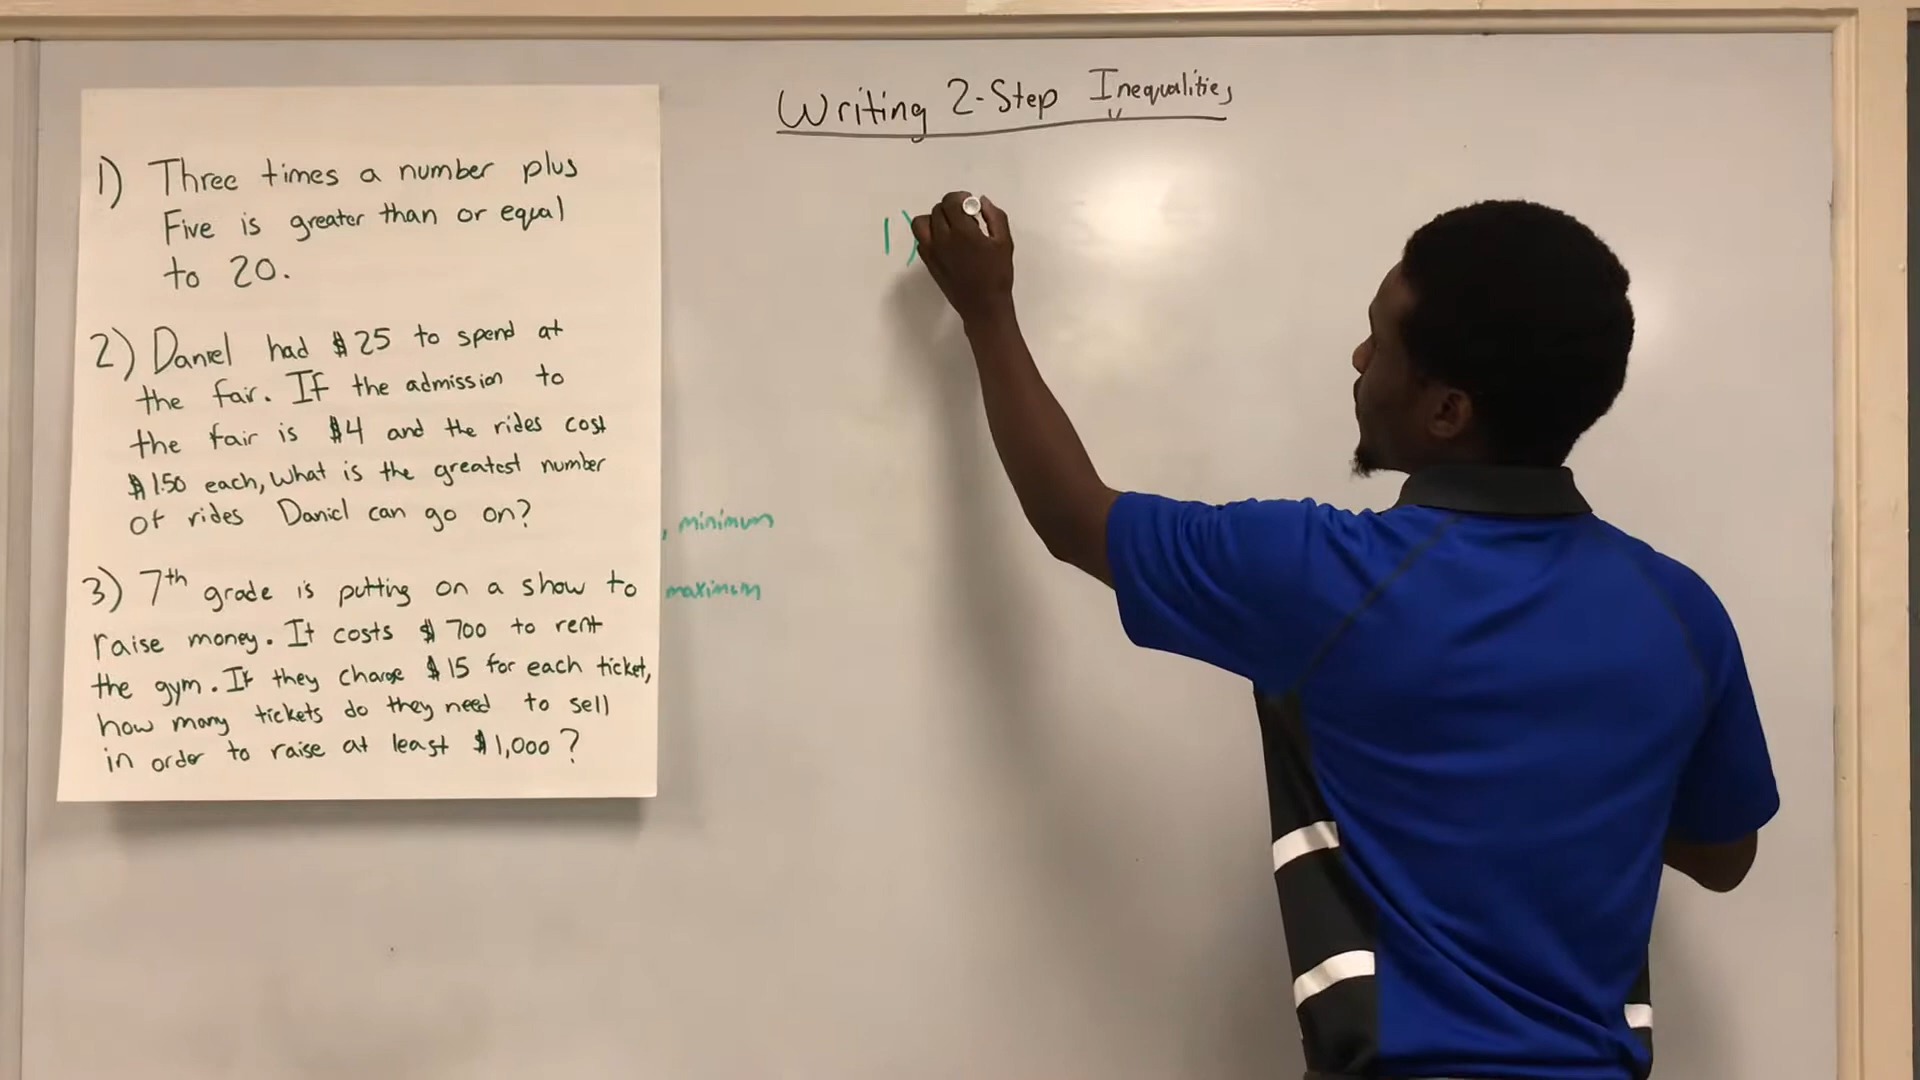 Writing 2-Step Inequalities
1) Three times a number plus
Five is greater than or equal
to 20.
2) Daniel had $25 to spend at
the fair. If the admission to
the fair is $4 and the rides cost
$1.50 each, what is the greatest number
of rides Daniel can go on?
3) 7th grade is putting on a show to
raise money. It costs $700 to rent
the gym. If they charge $15 for each ticket,
how many tickets do they need to sell
in order to raise at least $1,000?
, minimum
maximum
1)